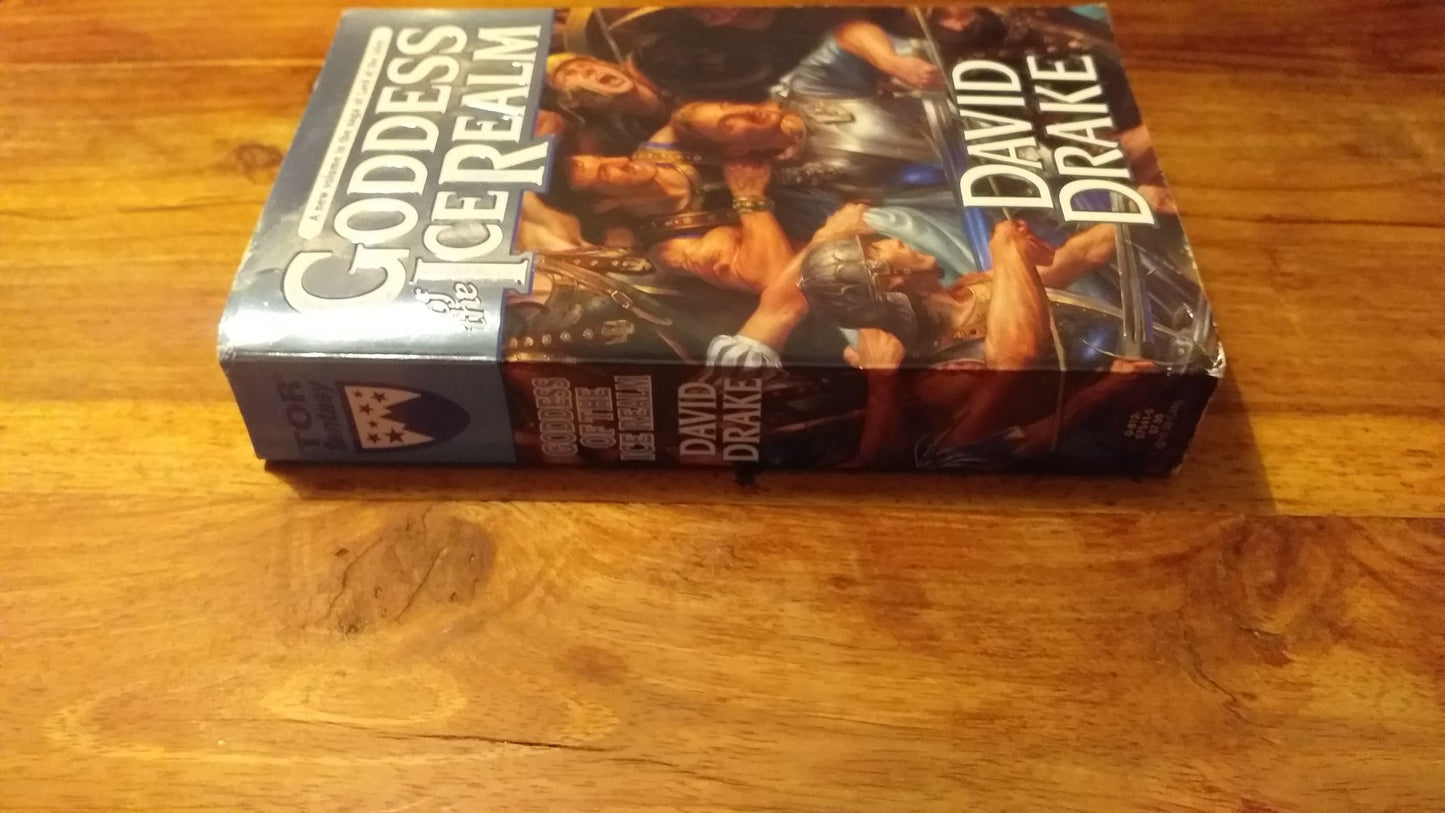 A new volume in the saga of Lord of the Isles
GODDESS
of
the
ICE REALM
DAVID
DRAKE
TOR
fantasy
GODDESS
OF THE
ICE REALM
DAVID
DRAKE